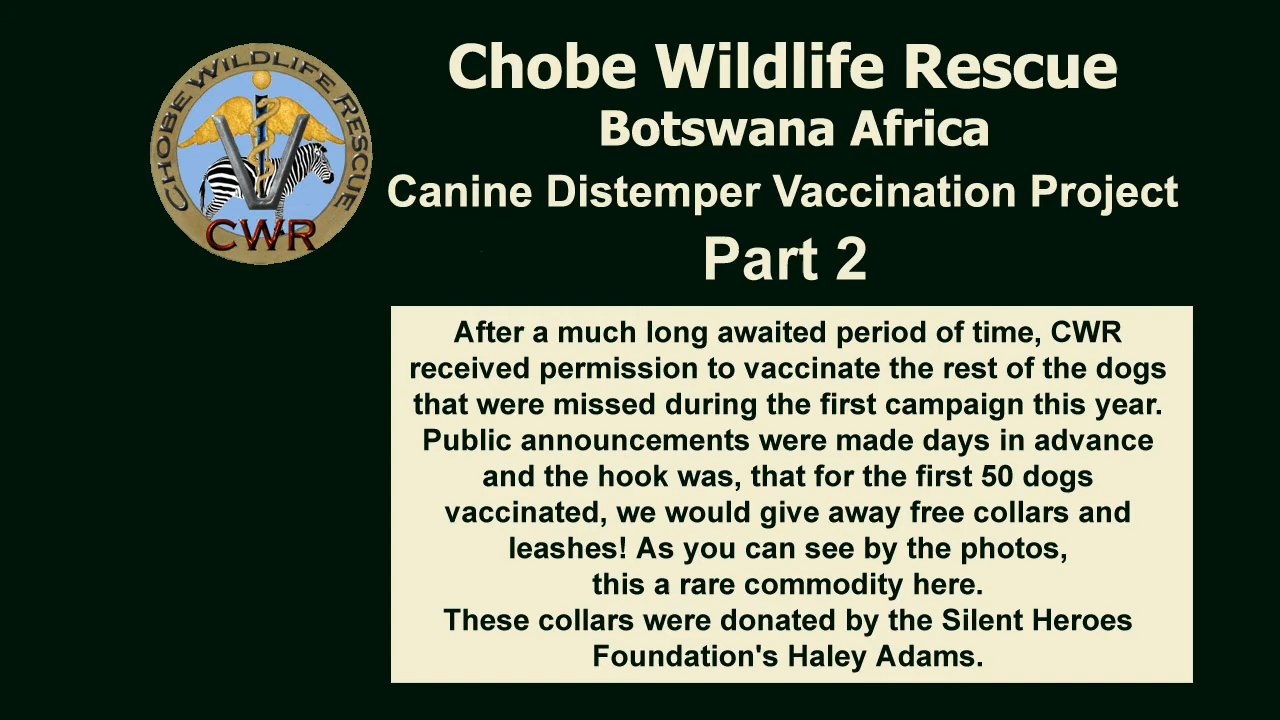 CHOBE WILDLIFE RESCUE
CWR
Chobe Wildlife Rescue
Botswana Africa
Canine Distemper Vaccination Project
Part 2
After a much long awaited period of time, CWR
received permission to vaccinate the rest of the dogs
that were missed during the first campaign this year.
Public announcements were made days in advance
and the hook was, that for the first 50 dogs
vaccinated, we would give away free collars and
leashes! As you can see by the photos,
this a rare commodity here.
These collars were donated by the Silent Heroes
Foundation's Haley Adams.